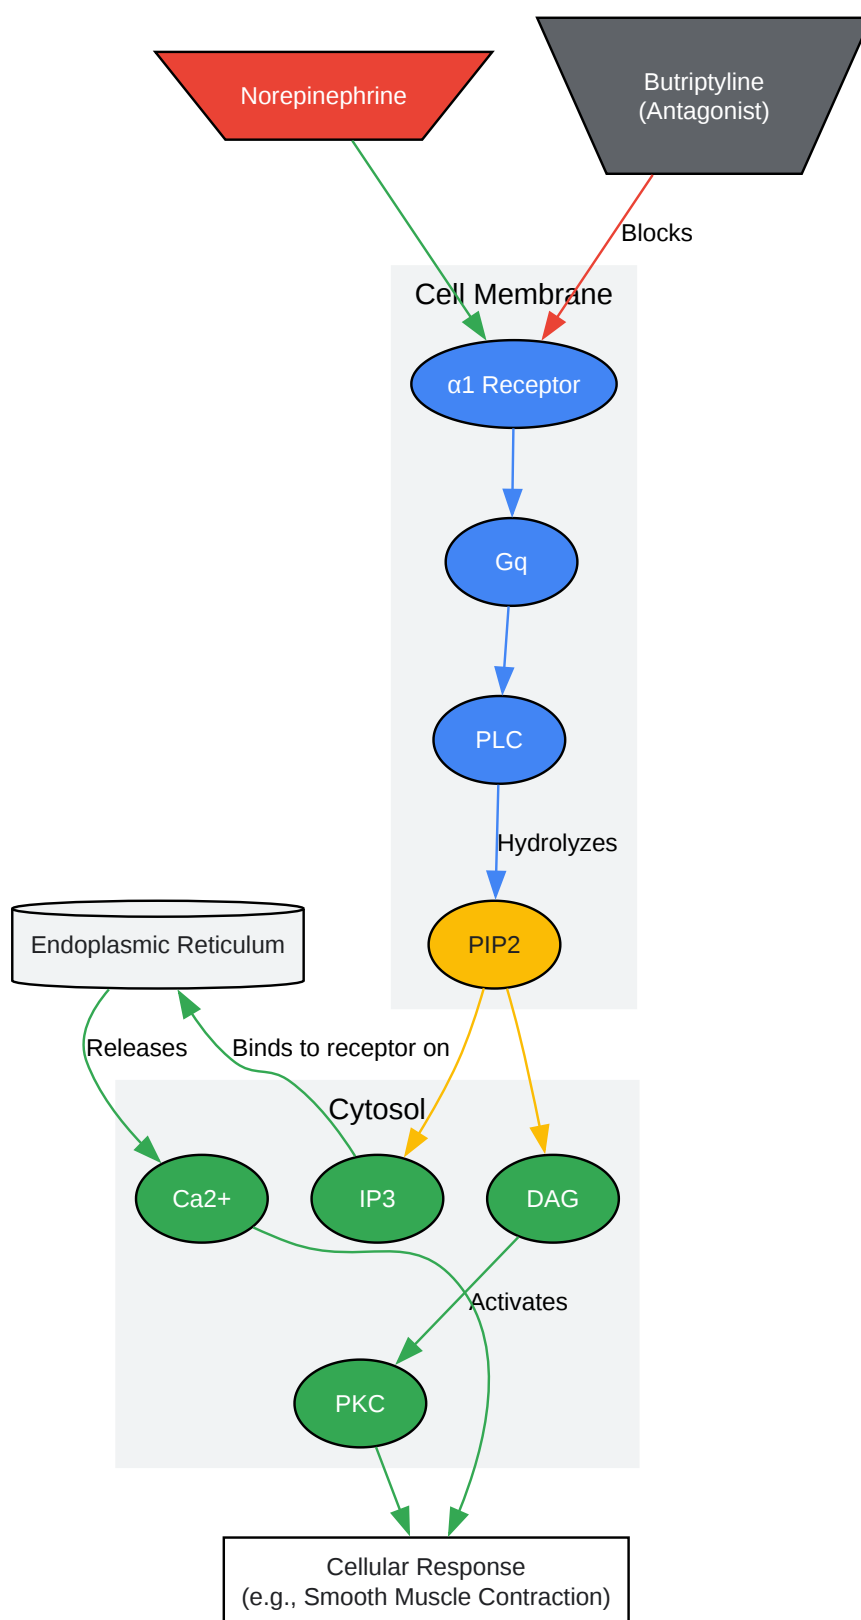 Norepinephrine
Butriptyline
(Antagonist)
Blocks
Cell Membrane
α1 Receptor
Gq
PLC
Hydrolyzes
Endoplasmic Reticulum
PIP2
Releases
Binds to receptor on
Cytosol
Ca2+
IP3
DAG
Activates
PKC
Cellular Response
(e.g., Smooth Muscle Contraction)